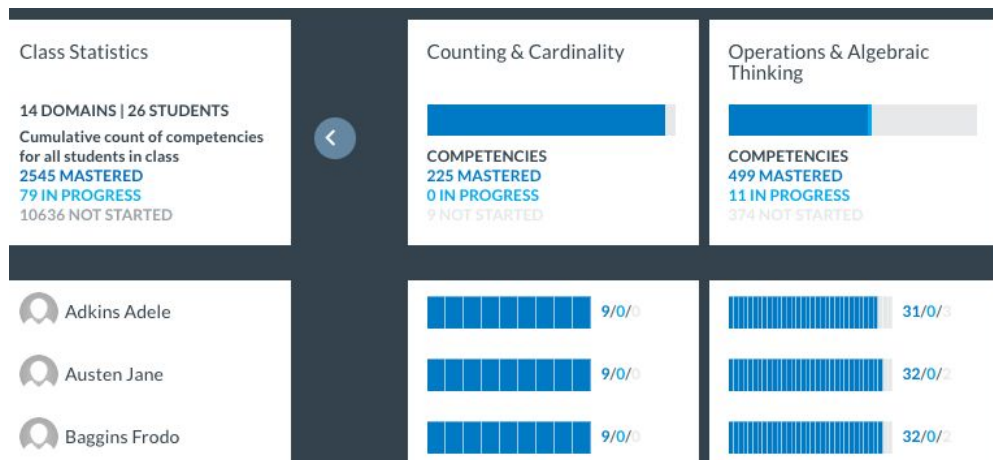 Class Statistics
14 DOMAINS | 26 STUDENTS
Cumulative count of competencies
for all students in class
2545 MASTERED
79 IN PROGRESS
10636 NOT STARTED
Counting & Cardinality
COMPETENCIES
225 MASTERED
0 IN PROGRESS
9 NOT STARTED
Operations & Algebraic
Thinking
COMPETENCIES
499 MASTERED
11 IN PROGRESS
374 NOT STARTED
Adkins Adele
9/0/0
31/0/3
Austen Jane
9/0/0
32/0/2
Baggins Frodo
9/0/0
32/0/2